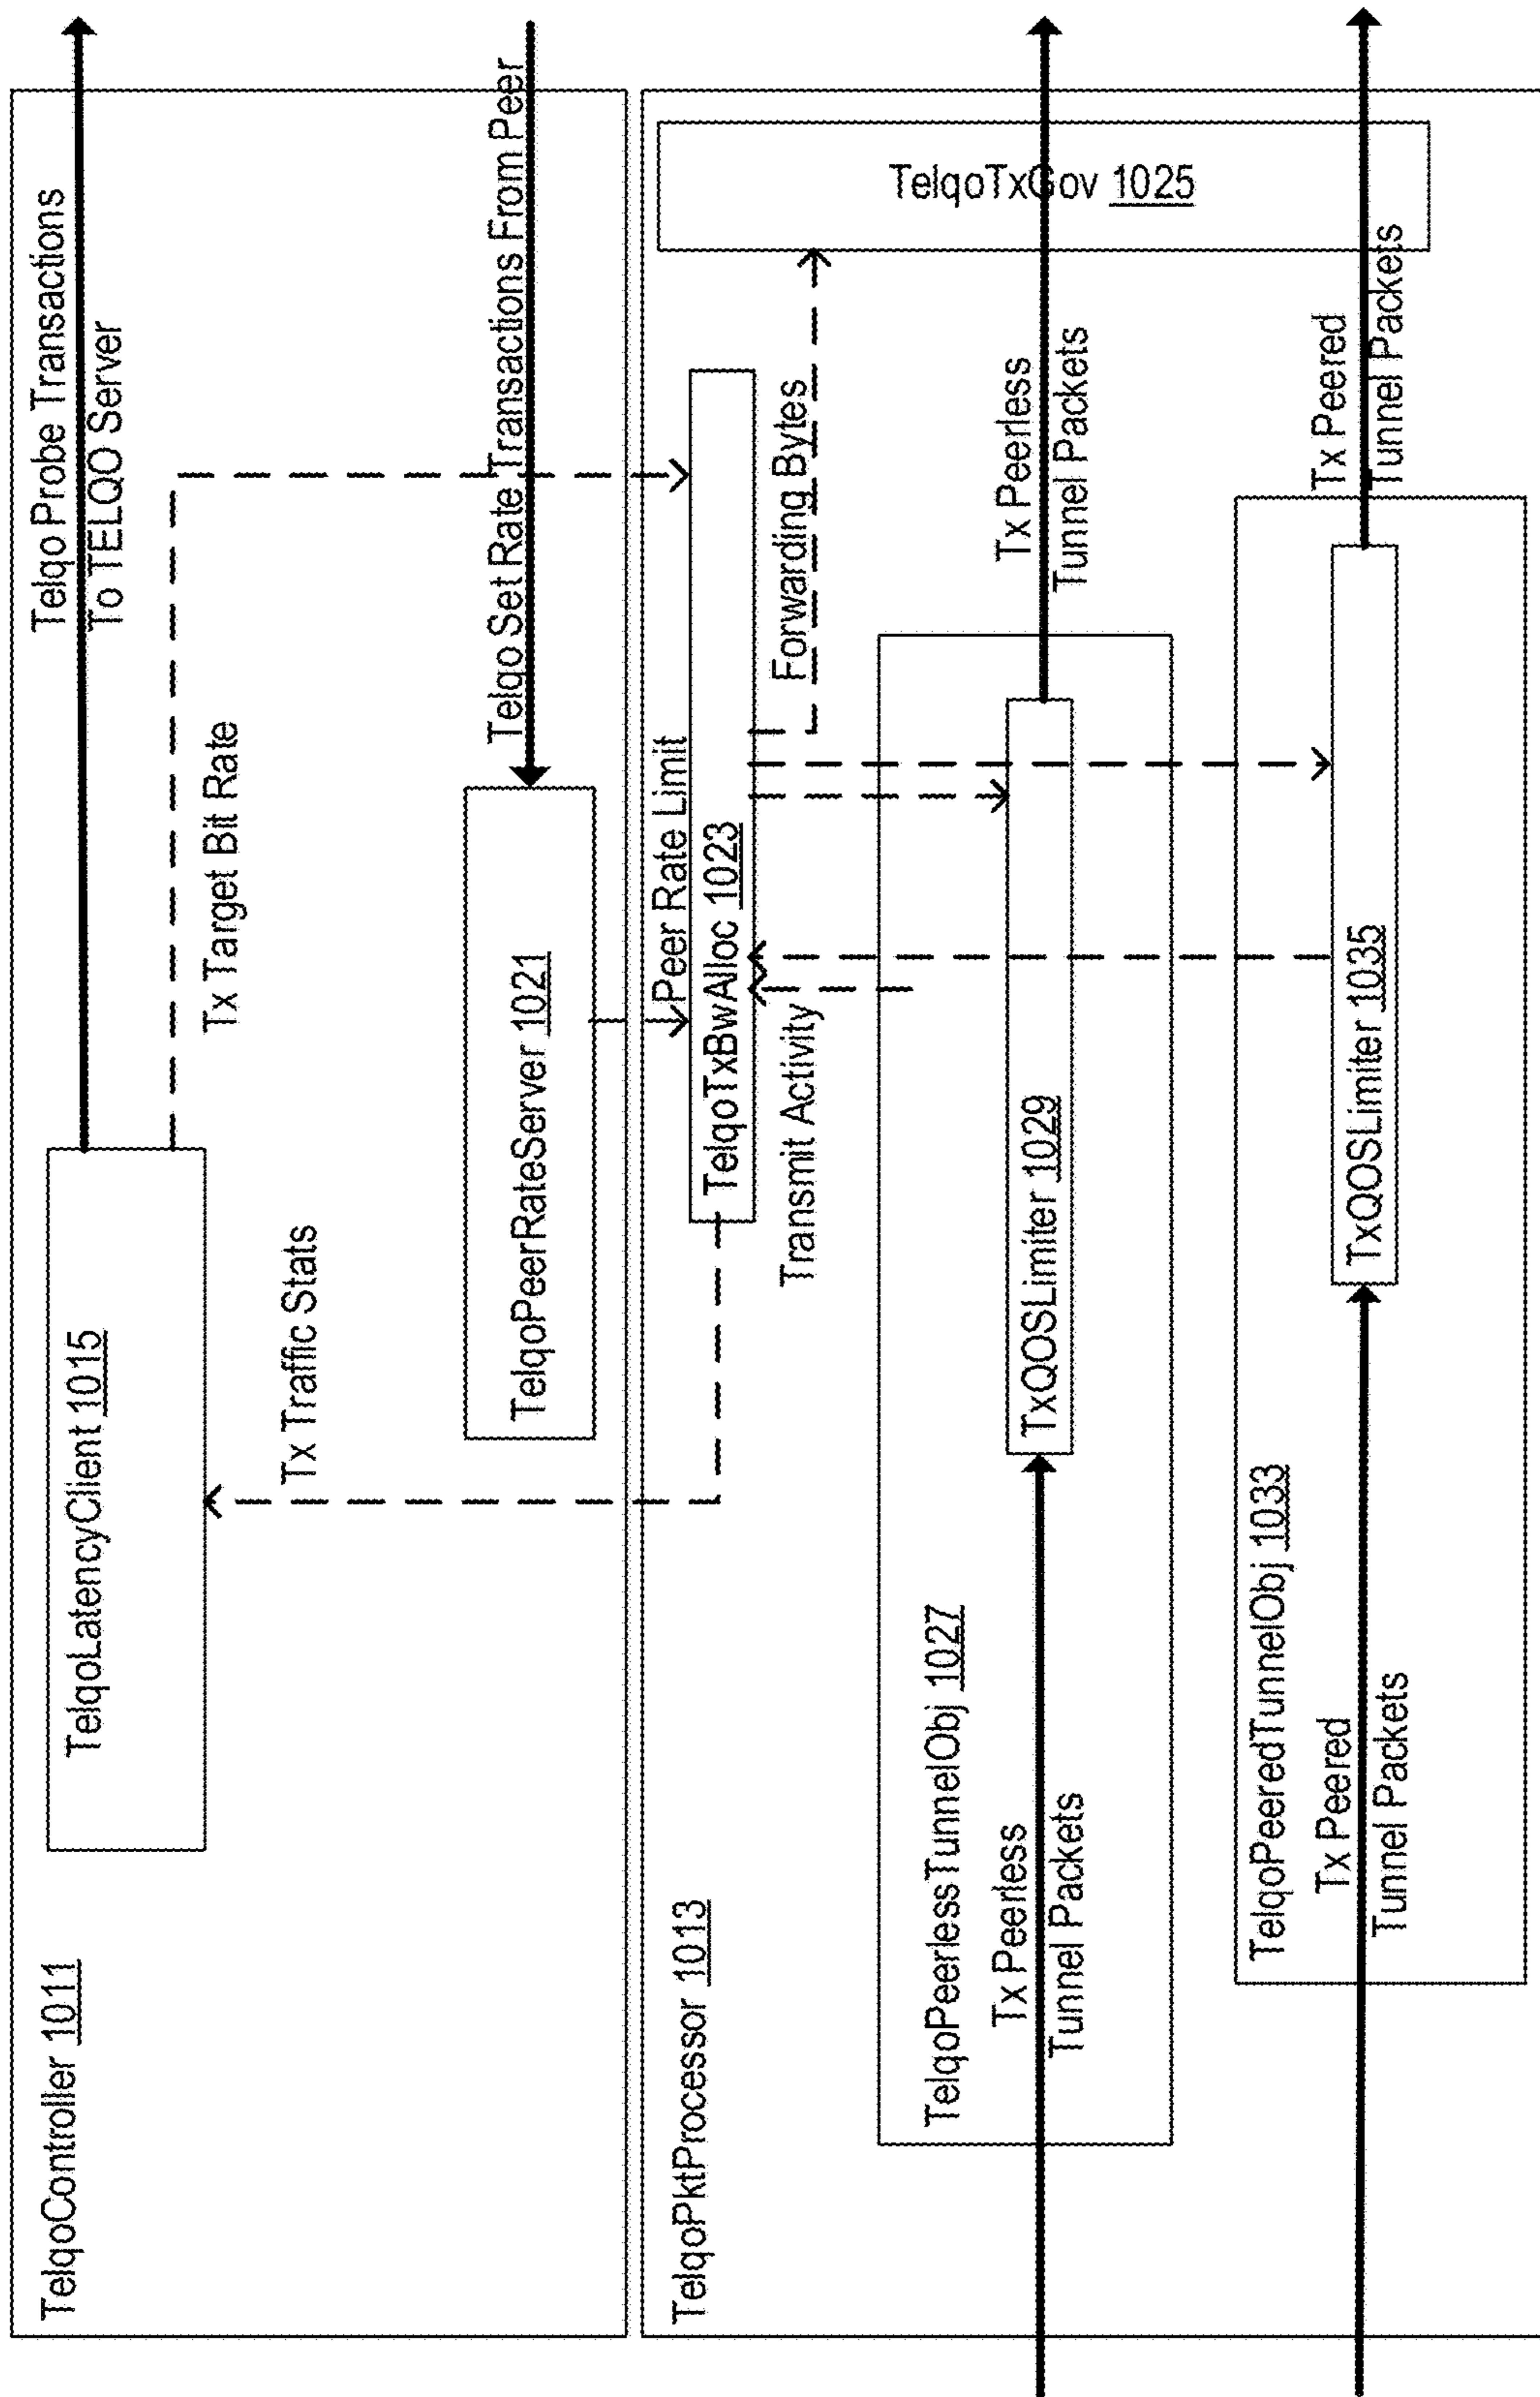 TelqoController 1011
TelqoLatencyClient 1015
Telqo Probe Transactions
To TELQO Server
Tx Target Bit Rate
Tx Traffic Stats
Telqo Set Rate Transactions From Peer
TelqoPeerRateServer 1021
TelqoPktProcessor 1013
Peer Rate Limit
TelqoTxBwAlloc 1023
Forwarding Bytes
Transmit Activity
TelqoTxGov 1025
TelqoPeerlessTunnelObj 1027
Tx Peerless
Tunnel Packets
TxQOSLimiter 1029
Tx Peerless
Tunnel Packets
TelqoPeeredTunnelObj 1033
Tx Peered
Tunnel Packets
TxQOSLimiter 1035
Tx Peered
Tunnel Packets